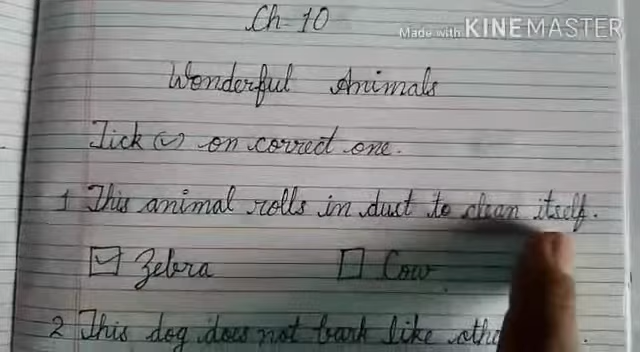 Ch-10
Made with KINEMASTER
Wonderful Animals
Tick (✓) on correct one.
1 This animal rolls in dust to clean itself.
☑ Zebra ☐ Cow
2 This dog does not bark like